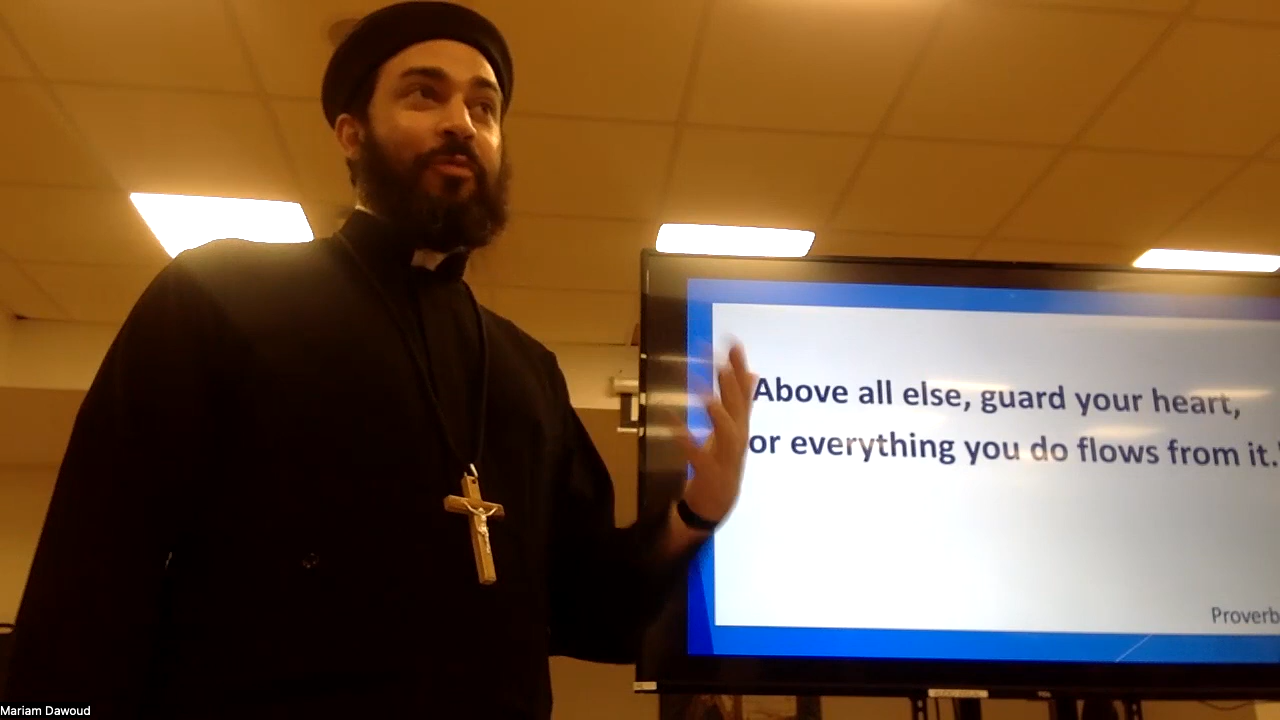 Above all else, guard your heart,
or everything you do flows from it.
Proverb
Mariam Dawoud